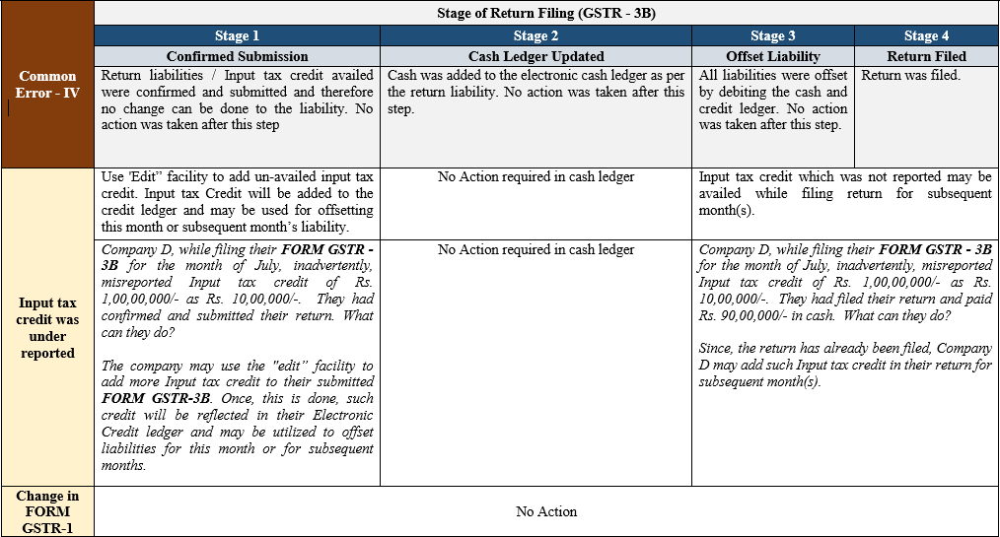 Stage of Return Filing (GSTR - 3B)
Stage 1
Stage 2
Stage 3
Stage 4
Confirmed Submission
Cash Ledger Updated
Offset Liability
Return Filed
Common
Error - IV
Return liabilities / Input tax credit availed
were confirmed and submitted and therefore
no change can be done to the liability. No
action was taken after this step
Cash was added to the electronic cash ledger as per
the return liability. No action was taken after this
step.
All liabilities were offset
by debiting the cash and
credit ledger. No action
was taken after this step.
Return was filed.
Input tax
credit was
under
reported
Use 'Edit” facility to add un-availed input tax
credit. Input tax Credit will be added to the
credit ledger and may be used for offsetting
this month or subsequent month’s liability.
No Action required in cash ledger
Input tax credit which was not reported may be
availed while filing return for subsequent
month(s).
Company D, while filing their FORM GSTR -
3B for the month of July, inadvertently,
misreported Input tax credit of Rs.
1,00,00,000/- as Rs. 10,00,000/-. They had
confirmed and submitted their return. What
can they do?
The company may use the "edit” facility to
add more Input tax credit to their submitted
FORM GSTR-3B. Once, this is done, such
credit will be reflected in their Electronic
Credit ledger and may be utilized to offset
liabilities for this month or for subsequent
months.
No Action required in cash ledger
Company D, while filing their FORM GSTR - 3B
for the month of July, inadvertently, misreported
Input tax credit of Rs. 1,00,00,000/- as Rs.
10,00,000/-. They had filed their return and paid
Rs. 90,00,000/- in cash. What can they do?
Since, the return has already been filed, Company
D may add such Input tax credit in their return for
subsequent month(s).
Change in
FORM
GSTR-1
No Action